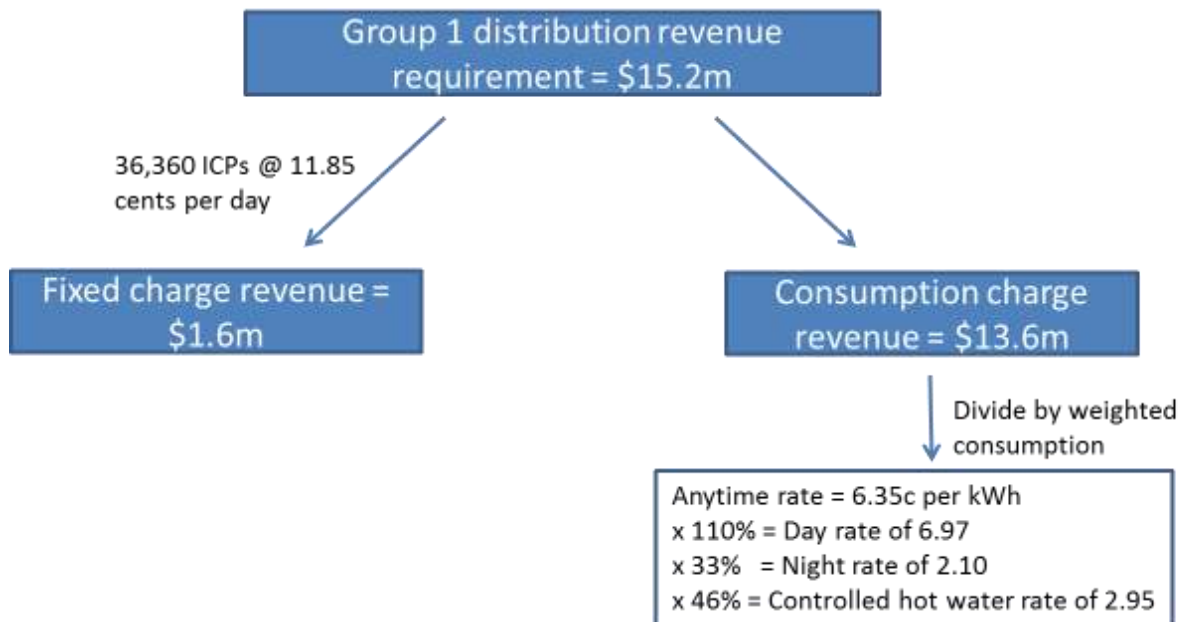 Group 1 distribution revenue
requirement = $15.2m
36,360 ICPs @ 11.85
cents per day
Fixed charge revenue =
$1.6m
Consumption charge
revenue = $13.6m
Divide by weighted
consumption
Anytime rate = 6.35c per kWh
x 110% = Day rate of 6.97
x 33% = Night rate of 2.10
x 46% = Controlled hot water rate of 2.95